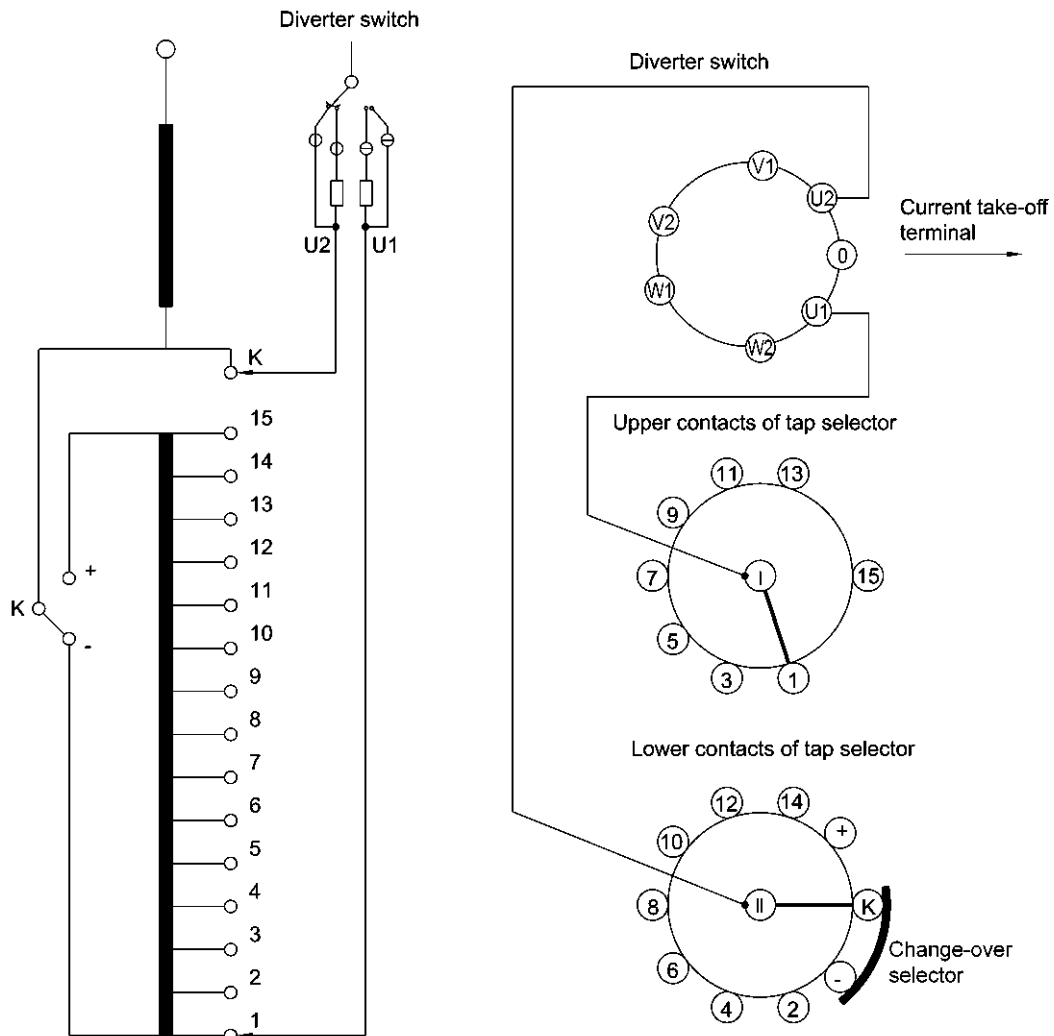 Diverter switch
U2
U1
K
15
14
13
12
11
10
9
8
7
6
5
4
3
2
1
+
K
-
Diverter switch
V1
U2
V2
0
W1
U1
W2
Current take-off
terminal
Upper contacts of tap selector
11
13
9
7
I
15
5
3
1
Lower contacts of tap selector
12
14
10
+
8
II
K
6
-
4
2
Change-over
selector